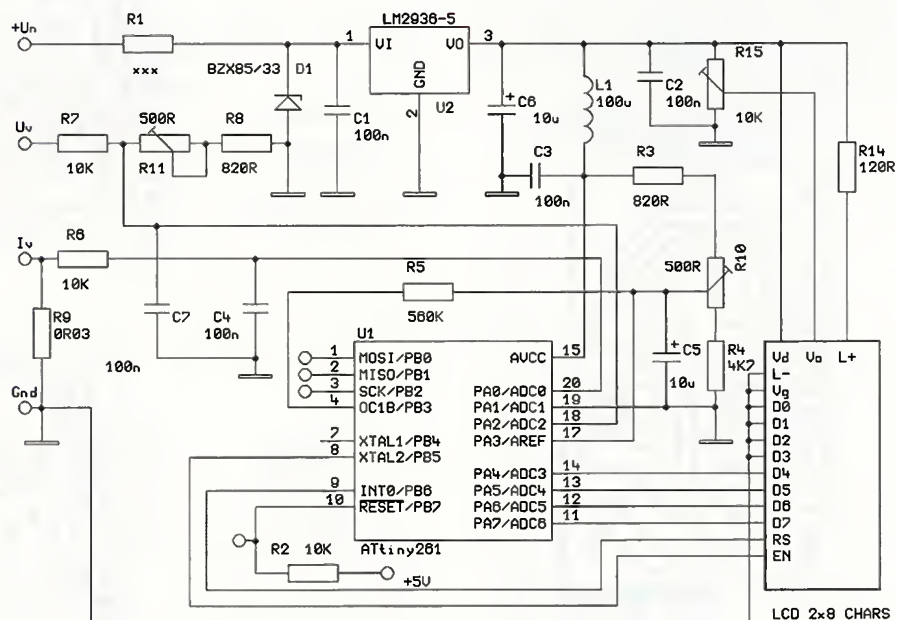 LM2936-5
+Un
R1
xxx
1
VI
VO
3
GND
2
U2
BZX85/33
D1
C1
100n
C6
10u
+
L1
100u
C2
100n
R15
10K
Uv
R7
10K
500R
R11
R8
820R
C3
100n
R3
820R
R14
120R
Iv
R6
10K
R9
0R03
Gnd
C7
100n
C4
100n
R5
560K
500R
R10
C5
10u
+
R4
4K7
U1
1 MOSI/PB0
2 MISO/PB1
3 SCK/PB2
4 OC1B/PB3
7 XTAL1/PB4
8 XTAL2/PB5
9 INT0/PB6
10 RESET/PB7
AVCC 15
PA0/ADC0 20
PA1/ADC1 19
PA2/ADC2 18
PA3/AREF 17
PA4/ADC3 14
PA5/ADC4 13
PA6/ADC5 12
PA7/ADC6 11
ATtiny261
R2 10K
+5V
Vd Vo L+
L-
Vg
D0
D1
D2
D3
D4
D5
D6
D7
RS
EN
LCD 2x8 CHARS